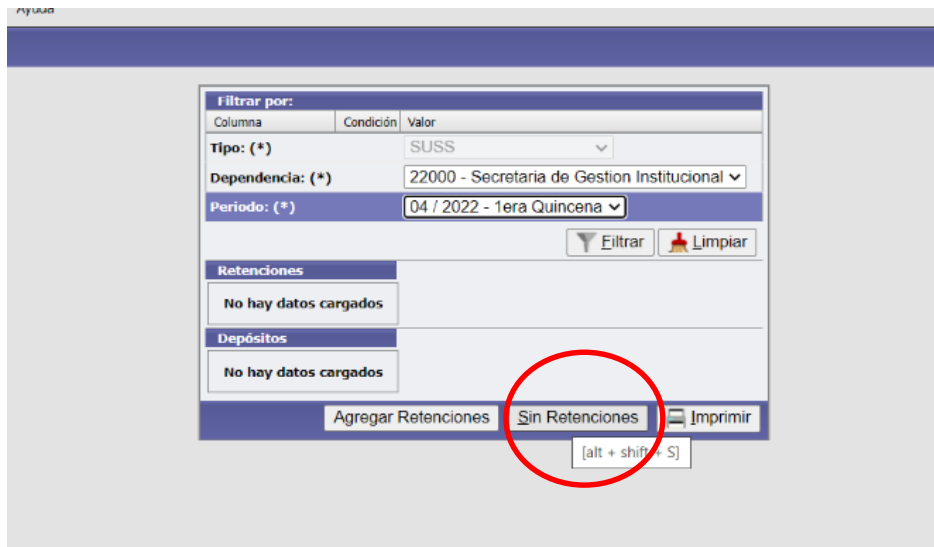 Ayuda
Filtrar por:
Columna Condición Valor
Tipo: (*) SUSS
Dependencia: (*) 22000 - Secretaria de Gestion Institucional
Periodo: (*) 04 / 2022 - 1era Quincena
Filtrar Limpiar
Retenciones
No hay datos cargados
Depósitos
No hay datos cargados
Agregar Retenciones Sin Retenciones Imprimir
[alt + shift + S]